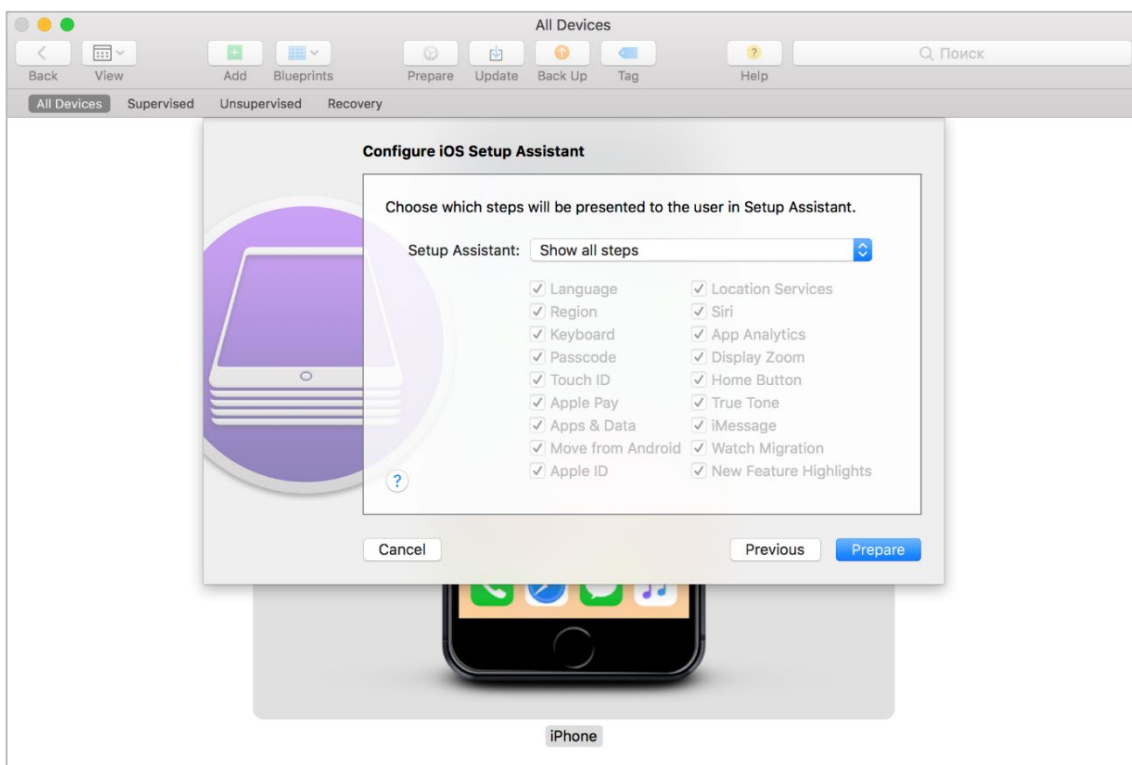 All Devices
Поиск
Back View Add Blueprints Prepare Update Back Up Tag Help
All Devices Supervised Unsupervised Recovery
Configure iOS Setup Assistant
Choose which steps will be presented to the user in Setup Assistant.
Setup Assistant: Show all steps
Language Location Services
Region Siri
Keyboard App Analytics
Passcode Display Zoom
Touch ID Home Button
Apple Pay True Tone
Apps & Data iMessage
Move from Android Watch Migration
Apple ID New Feature Highlights
?
Cancel Previous Prepare
iPhone